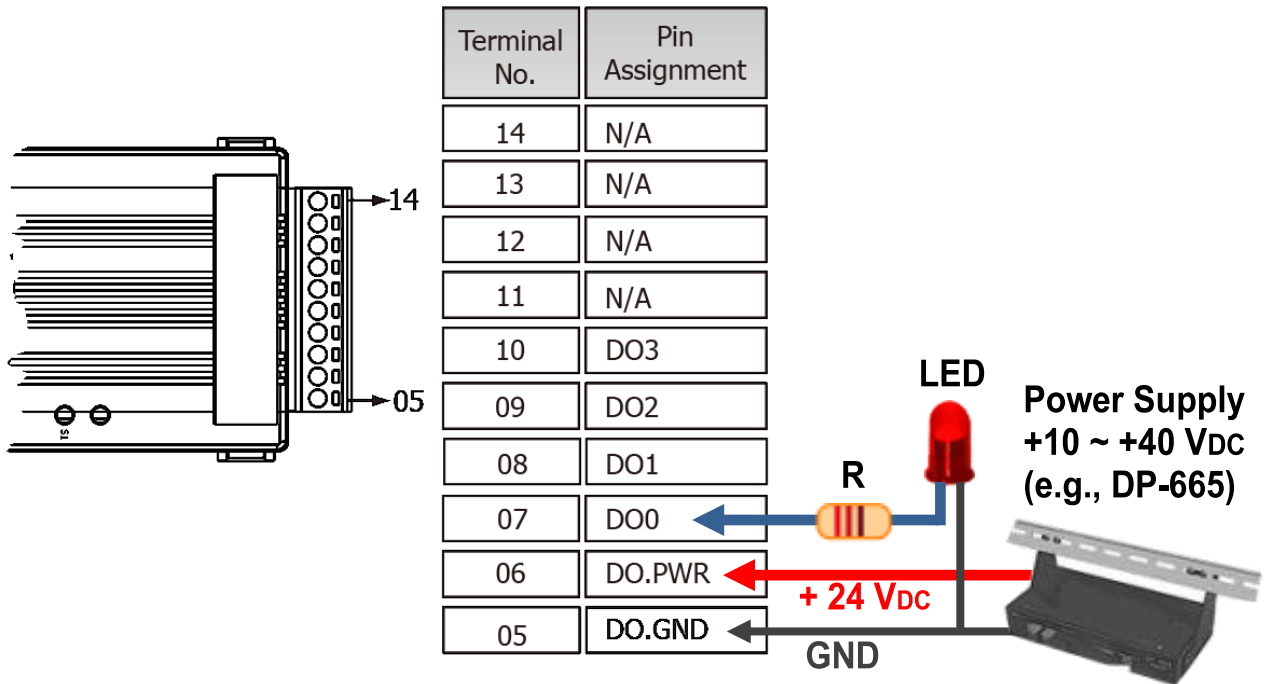 Terminal No.
Pin Assignment
14
N/A
13
N/A
12
N/A
11
N/A
10
DO3
09
DO2
08
DO1
07
DO0
06
DO.PWR
05
DO.GND
14
05
S1
LED
R
Power Supply
+10 ~ +40 VDC
(e.g., DP-665)
+ 24 VDC
GND